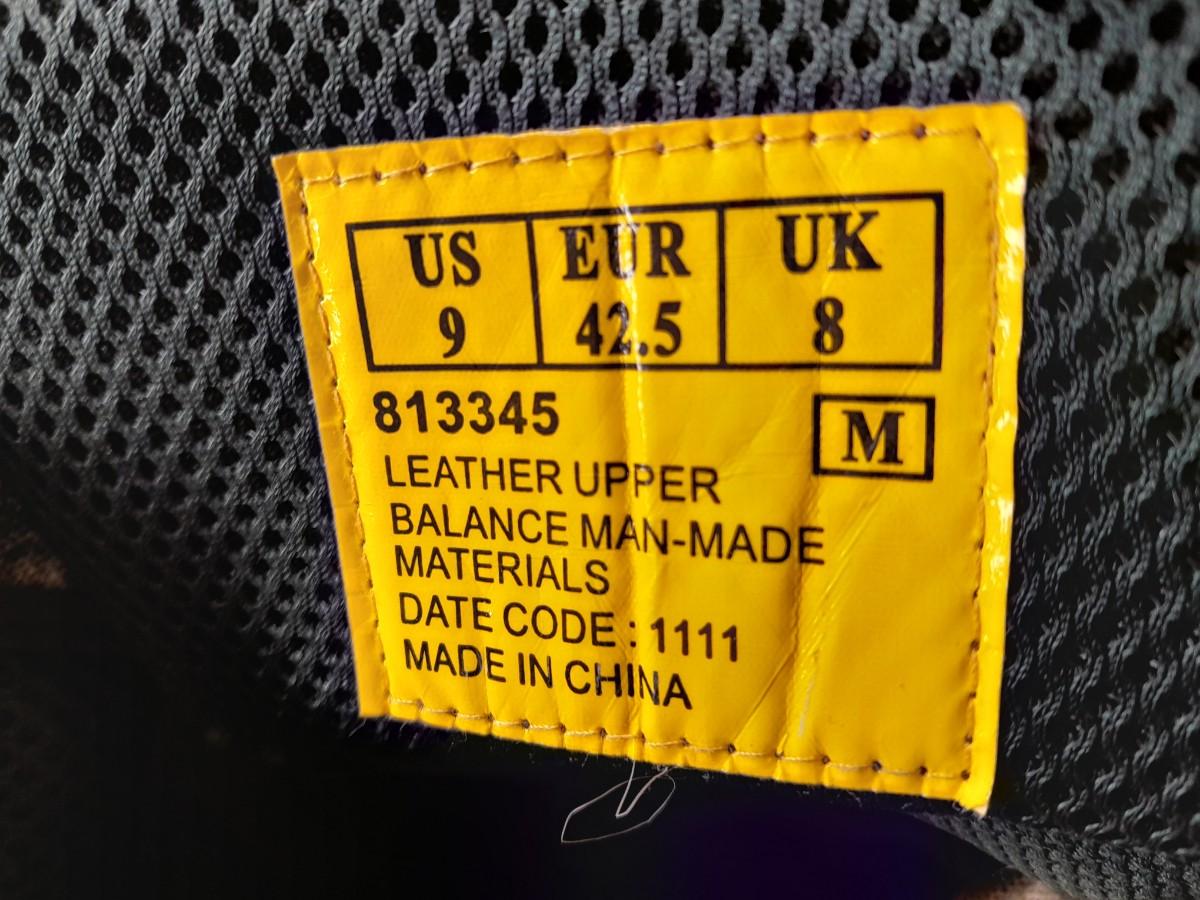 US EUR UK
9 42.5 8
813345 M
LEATHER UPPER
BALANCE MAN-MADE
MATERIALS
DATE CODE : 1111
MADE IN CHINA